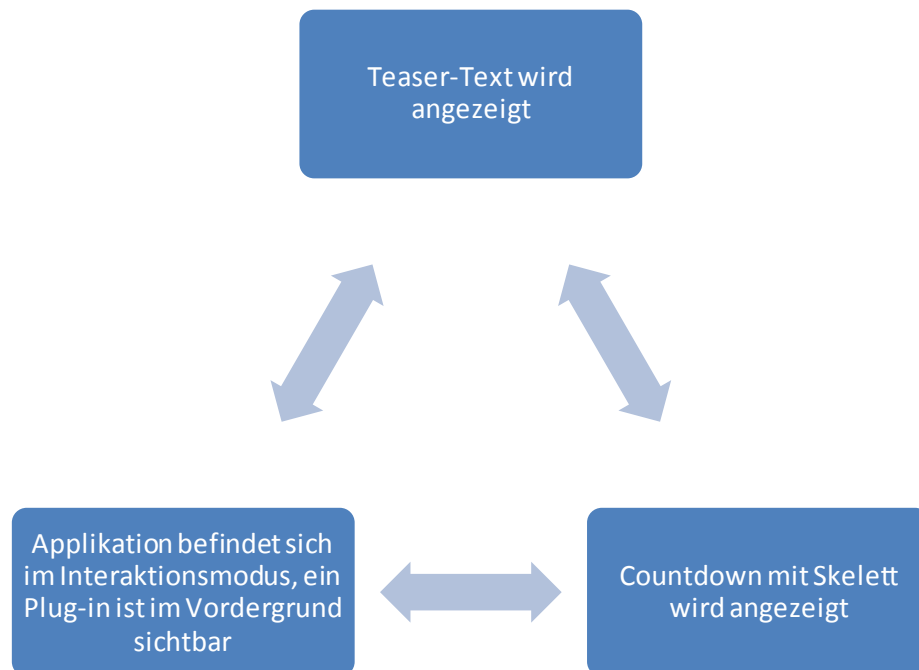 Teaser-Text wird
angezeigt
Applikation befindet sich
im Interaktionsmodus, ein
Plug-in ist im Vordergrund
sichtbar
Countdown mit Skelett
wird angezeigt